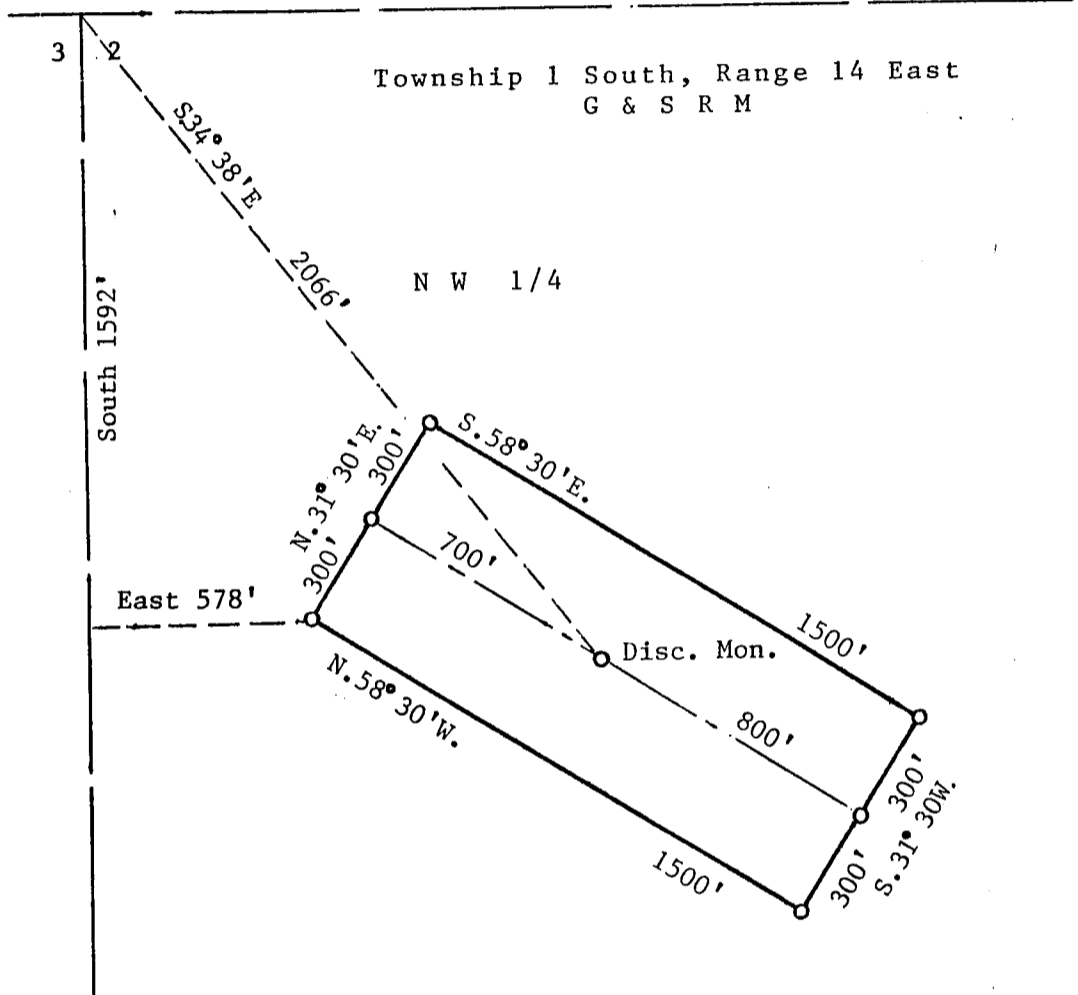 3 2
Township 1 South, Range 14 East
G & S R M
S34° 38'E
2066'
N W 1/4
South 1592'
S.58° 30'E.
N.31° 30'E.
300'
300'
700'
East 578'
1500'
Disc. Mon.
N.58° 30'W.
800'
300'
S.31° 30W.
300'
1500'